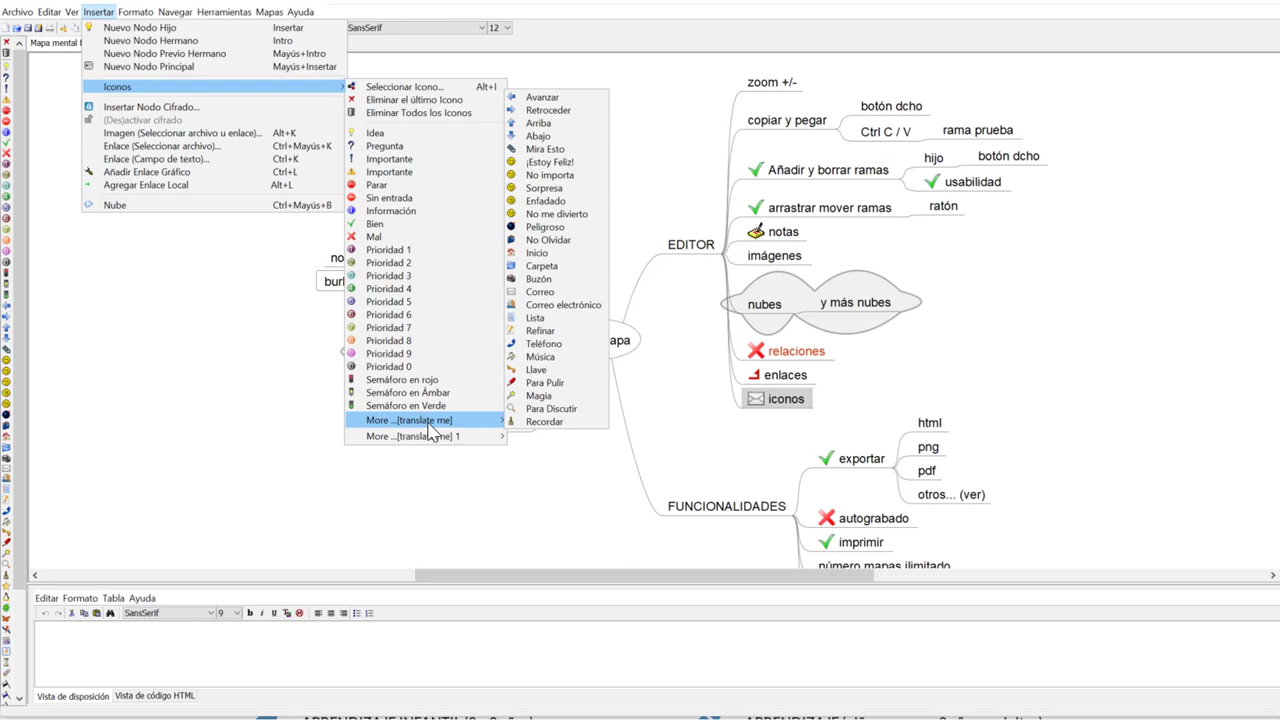 Archivo Editar Ver Insertar Formato Navegar Herramientas Mapas Ayuda
SansSerif 12
Mapa mental
Nuevo Nodo Hijo Insertar
Nuevo Nodo Hermano Intro
Nuevo Nodo Previo Hermano Mayús+Intro
Nuevo Nodo Principal Mayús+Insertar
Iconos
Insertar Nodo Cifrado...
(Des)activar cifrado
Imagen (Seleccionar archivo u enlace)... Alt+K
Enlace (Seleccionar archivo)... Ctrl+Mayús+K
Enlace (Campo de texto)... Ctrl+K
Añadir Enlace Gráfico Ctrl+L
Agregar Enlace Local Alt+L
Nube Ctrl+Mayús+B
Seleccionar Icono... Alt+I
Eliminar el último Icono
Eliminar Todos los Iconos
Idea
Pregunta
Importante
Importante
Parar
Sin entrada
Información
Bien
Mal
Prioridad 1
Prioridad 2
Prioridad 3
Prioridad 4
Prioridad 5
Prioridad 6
Prioridad 7
Prioridad 8
Prioridad 9
Prioridad 0
Semáforo en rojo
Semáforo en Ámbar
Semáforo en Verde
More ...[translate me]
More ...[translate me] 1
Avanzar
Retroceder
Arriba
Abajo
Mira Esto
¡Estoy Feliz!
No importa
Sorpresa
Enfadado
No me divierto
Peligroso
No Olvidar
Inicio
Carpeta
Buzón
Correo
Correo electrónico
Lista
Refinar
Teléfono
Música
Llave
Para Pulir
Magia
Para Discutir
Recordar
no
burl
apa
EDITOR
zoom +/-
copiar y pegar
botón dcho
Ctrl C / V
rama prueba
Añadir y borrar ramas
hijo
botón dcho
usabilidad
arrastrar mover ramas
ratón
notas
imágenes
nubes
y más nubes
relaciones
enlaces
iconos
FUNCIONALIDADES
exportar
html
png
pdf
otros... (ver)
autograbado
imprimir
número mapas ilimitado
Editar Formato Tabla Ayuda
SansSerif 9 b i u
Vista de disposición Vista de código HTML